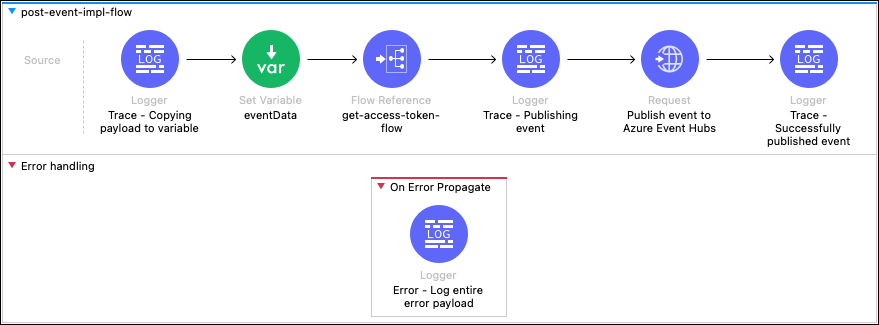 post-event-impl-flow
Source
LOG
var
LOG
LOG
Logger
Set Variable
Flow Reference
Logger
Request
Logger
Trace - Copying
payload to variable
eventData
get-access-token-
flow
Trace - Publishing
event
Publish event to
Azure Event Hubs
Trace -
Successfully
published event
Error handling
On Error Propagate
LOG
Logger
Error - Log entire
error payload